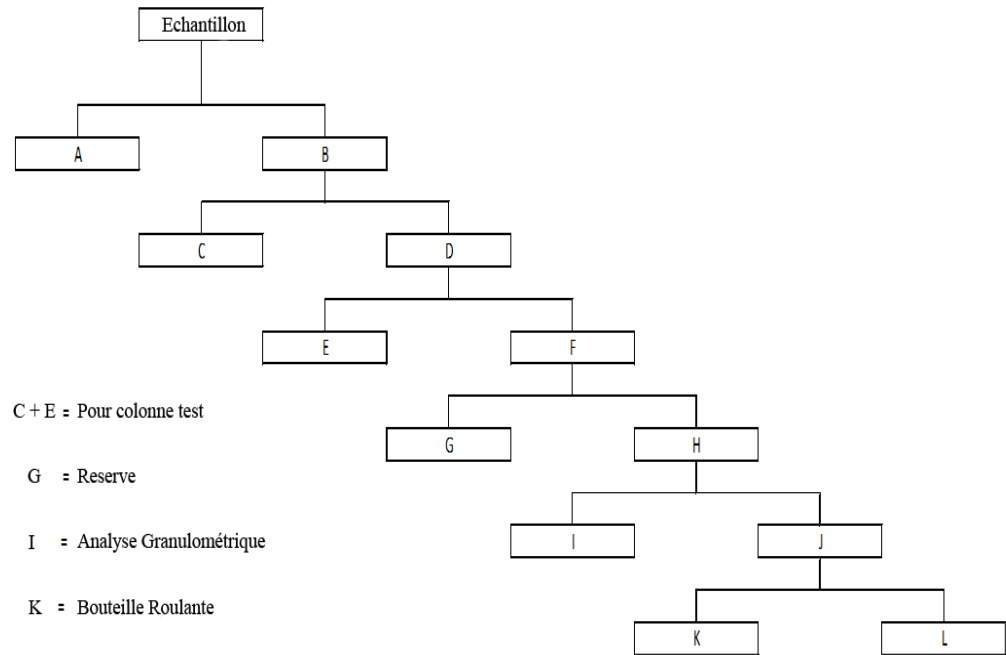 Echantillon
A
B
C
D
E
F
C + E = Pour colonne test
G
H
G = Reserve
I = Analyse Granulométrique
I
J
K = Bouteille Roulante
K
L